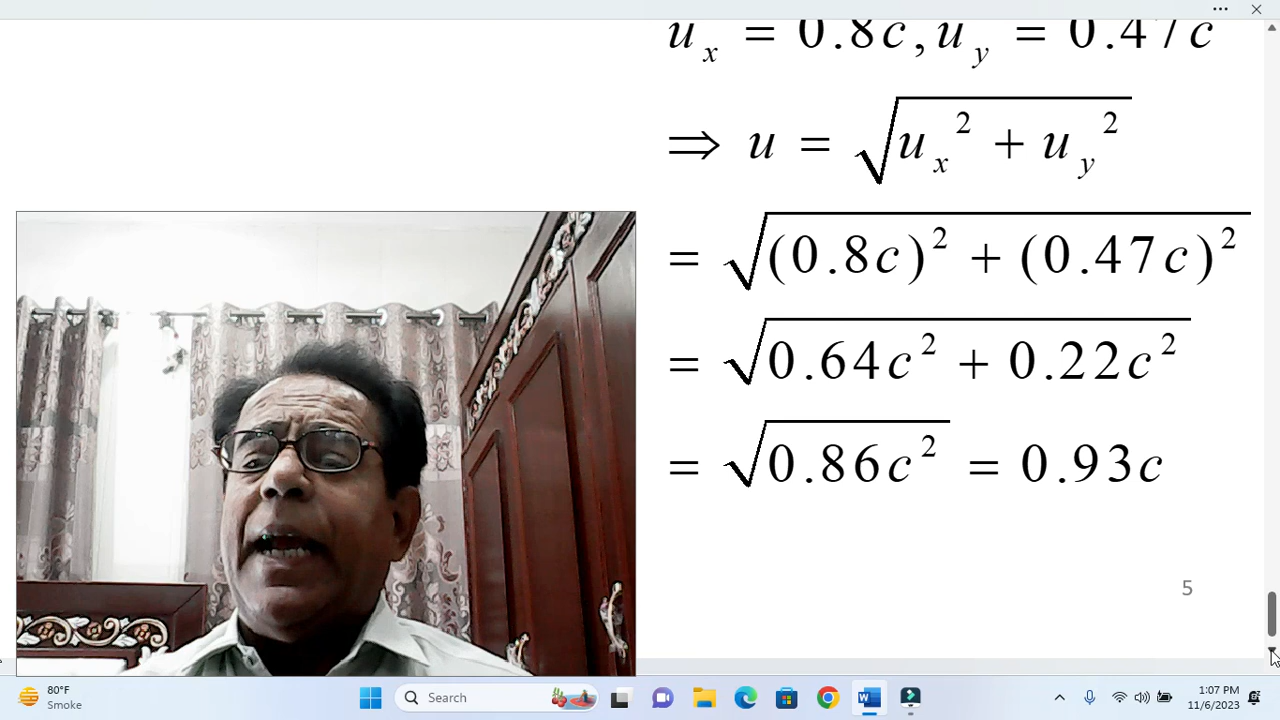 u_x = 0.8c, u_y = 0.47c
⇒ u = √(u_x² + u_y²)
= √((0.8c)² + (0.47c)²)
= √(0.64c² + 0.22c²)
= √(0.86c²) = 0.93c
5
80°F
Smoke
Search
1:07 PM
11/6/2023